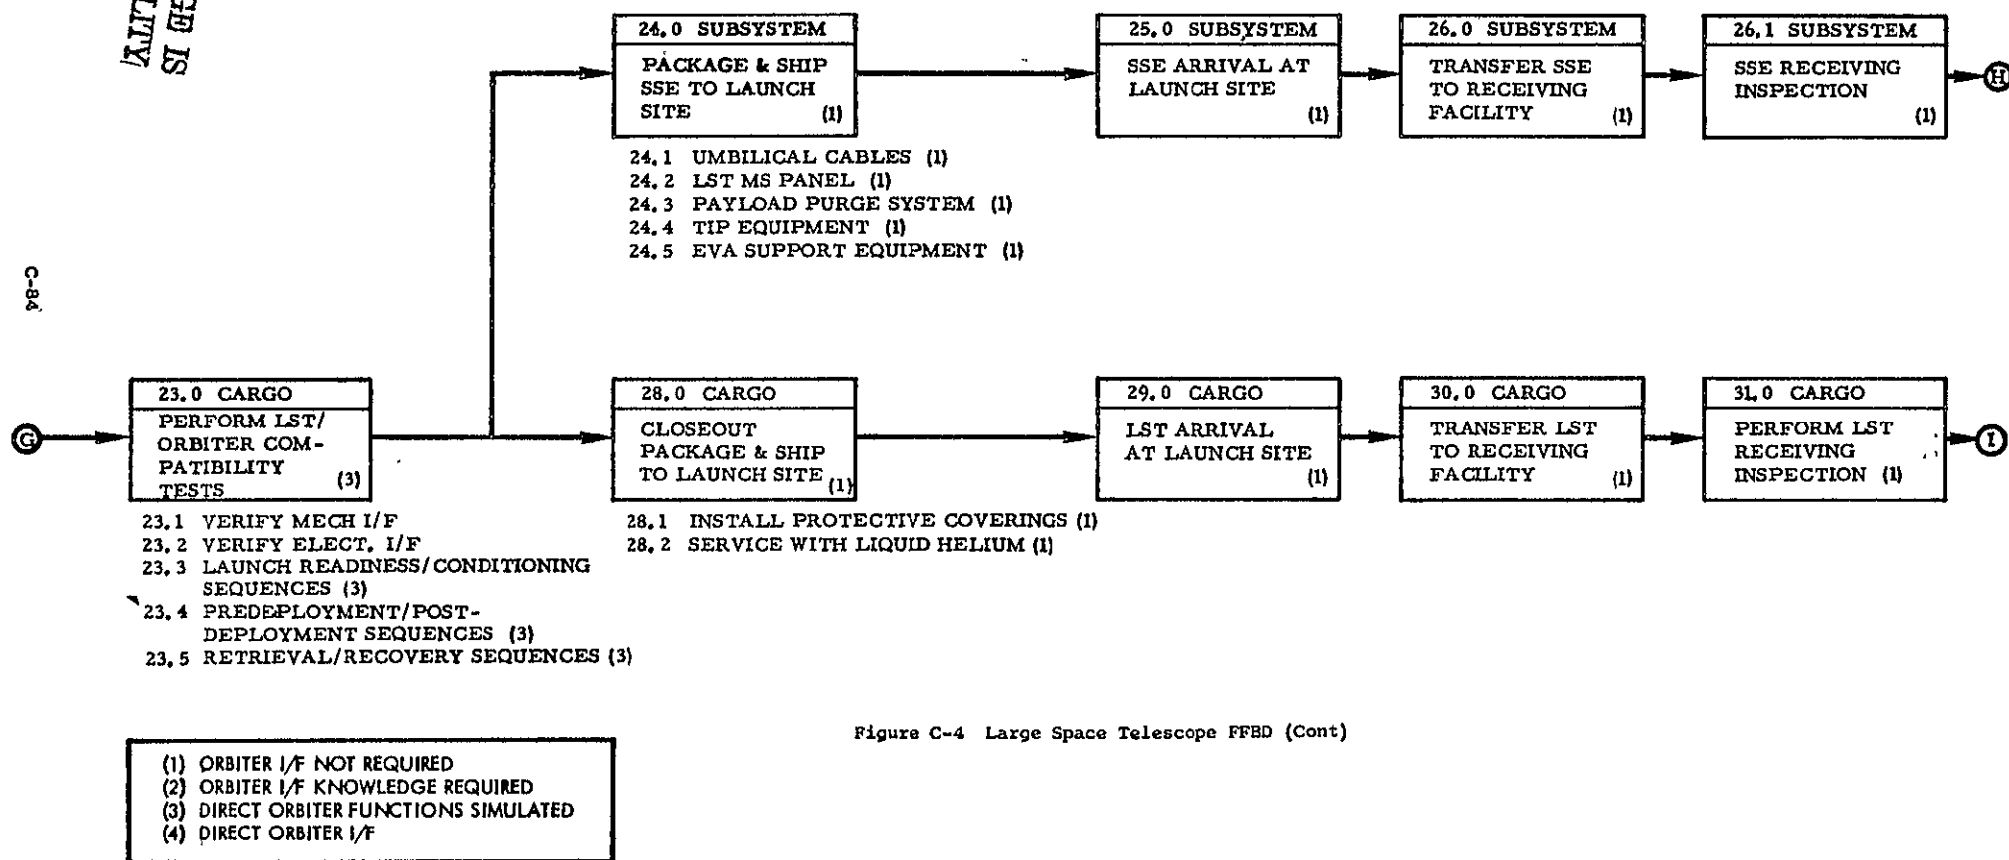 GE IS
LITY
24.0 SUBSYSTEM
PACKAGE & SHIP
SSE TO LAUNCH
SITE (1)
24.1 UMBILICAL CABLES (1)
24.2 LST MS PANEL (1)
24.3 PAYLOAD PURGE SYSTEM (1)
24.4 TIP EQUIPMENT (1)
24.5 EVA SUPPORT EQUIPMENT (1)
25.0 SUBSYSTEM
SSE ARRIVAL AT
LAUNCH SITE
(1)
26.0 SUBSYSTEM
TRANSFER SSE
TO RECEIVING
FACILITY (1)
26.1 SUBSYSTEM
SSE RECEIVING
INSPECTION
(1)
H
C-84
G
23.0 CARGO
PERFORM LST/
ORBITER COM-
PATIBILITY
TESTS (3)
23.1 VERIFY MECH I/F
23.2 VERIFY ELECT. I/F
23.3 LAUNCH READINESS/CONDITIONING
SEQUENCES (3)
23.4 PREDEPLOYMENT/POST-
DEPLOYMENT SEQUENCES (3)
23.5 RETRIEVAL/RECOVERY SEQUENCES (3)
28.0 CARGO
CLOSEOUT
PACKAGE & SHIP
TO LAUNCH SITE (1)
28.1 INSTALL PROTECTIVE COVERINGS (1)
28.2 SERVICE WITH LIQUID HELIUM (1)
29.0 CARGO
LST ARRIVAL
AT LAUNCH SITE
(1)
30.0 CARGO
TRANSFER LST
TO RECEIVING
FACILITY (1)
31.0 CARGO
PERFORM LST
RECEIVING
INSPECTION (1)
I
Figure C-4 Large Space Telescope FFBD (Cont)
(1) ORBITER I/F NOT REQUIRED
(2) ORBITER I/F KNOWLEDGE REQUIRED
(3) DIRECT ORBITER FUNCTIONS SIMULATED
(4) DIRECT ORBITER I/F